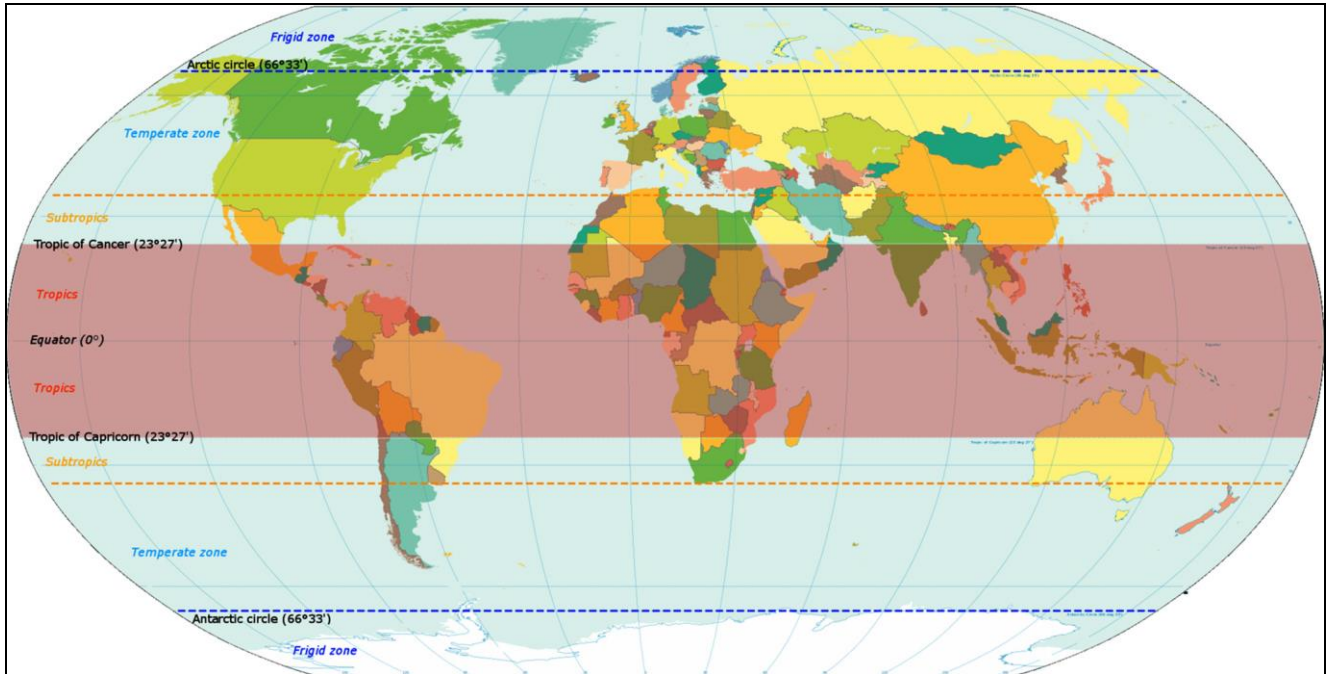 Frigid zone
Arctic circle (66°33')
Temperate zone
Subtropics
Tropic of Cancer (23°27')
Tropics
Equator (0°)
Equator
Tropics
Tropic of Capricorn (23°27')
Subtropics
Temperate zone
Antarctic circle (66°33')
Frigid zone